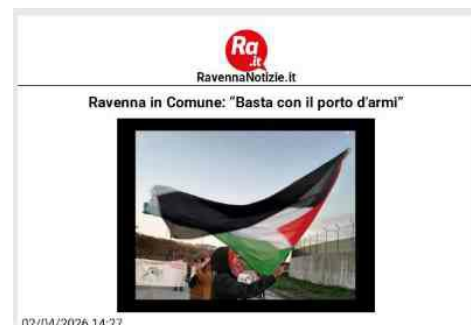 Ra
.it
RavennaNotizie.it
Ravenna in Comune: “Basta con il porto d'armi”
02/04/2026 14:27